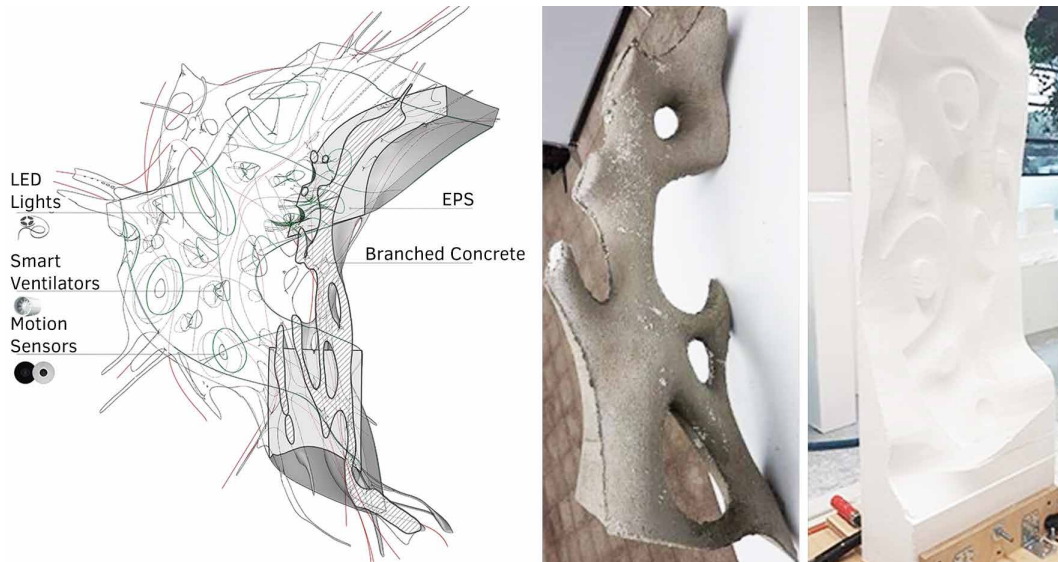 LED
Lights
Smart
Ventilators
Motion
Sensors
EPS
Branched Concrete